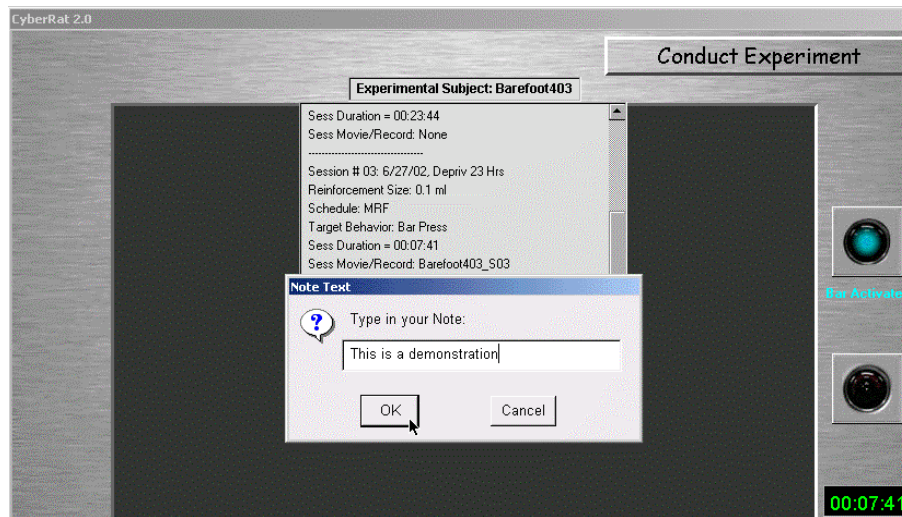 CyberRat 2.0
Conduct Experiment
Experimental Subject: Barefoot403
Sess Duration = 00:23:44
Sess Movie/Record: None
--------------------------------
Session # 03: 6/27/02, Depriv 23 Hrs
Reinforcement Size: 0.1 ml
Schedule: MRF
Target Behavior: Bar Press
Sess Duration = 00:07:41
Sess Movie/Record: Barefoot403_S03
Note Text
Bar Activate
?
Type in your Note:
This is a demonstration
OK
Cancel
00:07:41